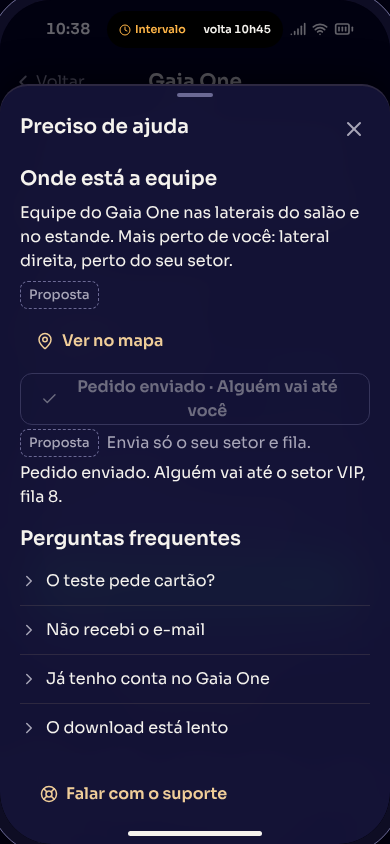 10:38
Intervalo volta 10h45
Voltar Gaia One
Preciso de ajuda
Onde está a equipe
Equipe do Gaia One nas laterais do salão e
no estande. Mais perto de você: lateral
direita, perto do seu setor.
Proposta
Ver no mapa
Pedido enviado · Alguém vai até
você
Proposta Envia só o seu setor e fila.
Pedido enviado. Alguém vai até o setor VIP,
fila 8.
Perguntas frequentes
O teste pede cartão?
Não recebi o e-mail
Já tenho conta no Gaia One
O download está lento
Falar com o suporte